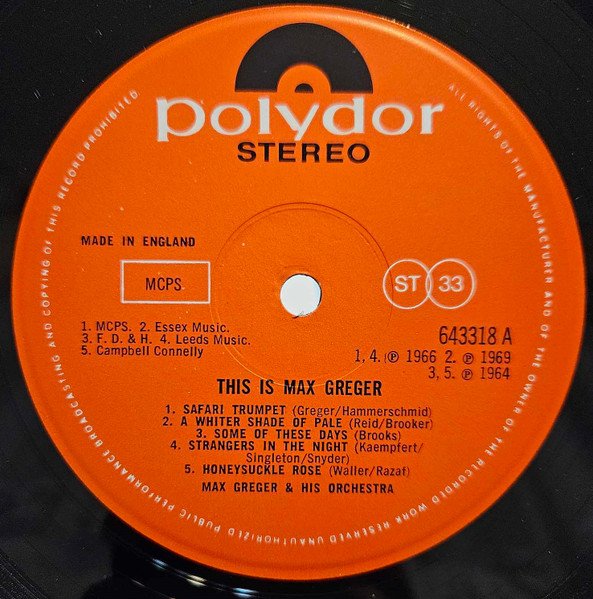 polydor
STEREO
ALL RIGHTS OF THE MANUFACTURER AND OF THE OWNER OF THE RECORDED WORK RESERVED UNAUTHORIZED PUBLIC PERFORMANCE BROADCASTING AND COPYING OF THIS RECORD PROHIBITED.
MADE IN ENGLAND
MCPS
ST 33
1. MCPS. 2. Essex Music.
3. F. D. & H. 4. Leeds Music.
5. Campbell Connelly
643318 A
1, 4. ℗ 1966 2. ℗ 1969
3, 5. ℗ 1964
THIS IS MAX GREGER
1. SAFARI TRUMPET (Greger/Hammerschmid)
2. A WHITER SHADE OF PALE (Reid/Brooker)
3. SOME OF THESE DAYS (Brooks)
4. STRANGERS IN THE NIGHT (Kaempfert/
Singleton/Snyder)
5. HONEYSUCKLE ROSE (Waller/Razaf)
MAX GREGER & HIS ORCHESTRA